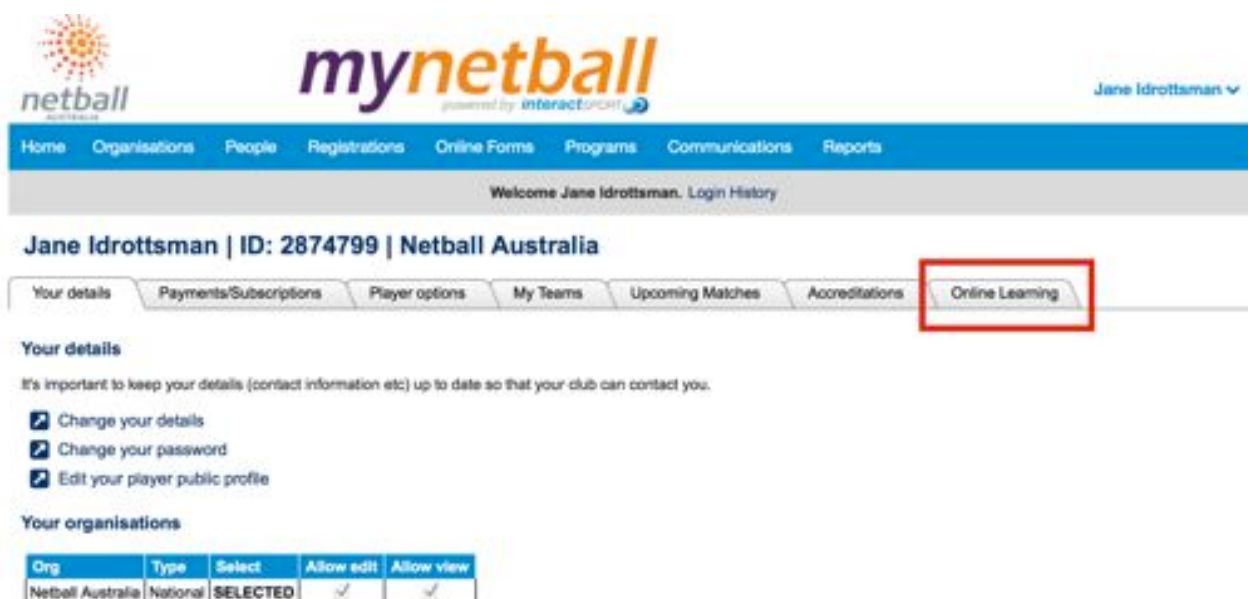 netball
AUSTRALIA
mynetball
powered by interactSPORT
Jane Idrottsman
Home Organisations People Registrations Online Forms Programs Communications Reports
Welcome Jane Idrottsman. Login History
Jane Idrottsman | ID: 2874799 | Netball Australia
Your details Payments/Subscriptions Player options My Teams Upcoming Matches Accreditations Online Learning
Your details
It's important to keep your details (contact information etc) up to date so that your club can contact you.
Change your details
Change your password
Edit your player public profile
Your organisations
Org Type Select Allow edit Allow view
Netball Australia National SELECTED ✓ ✓